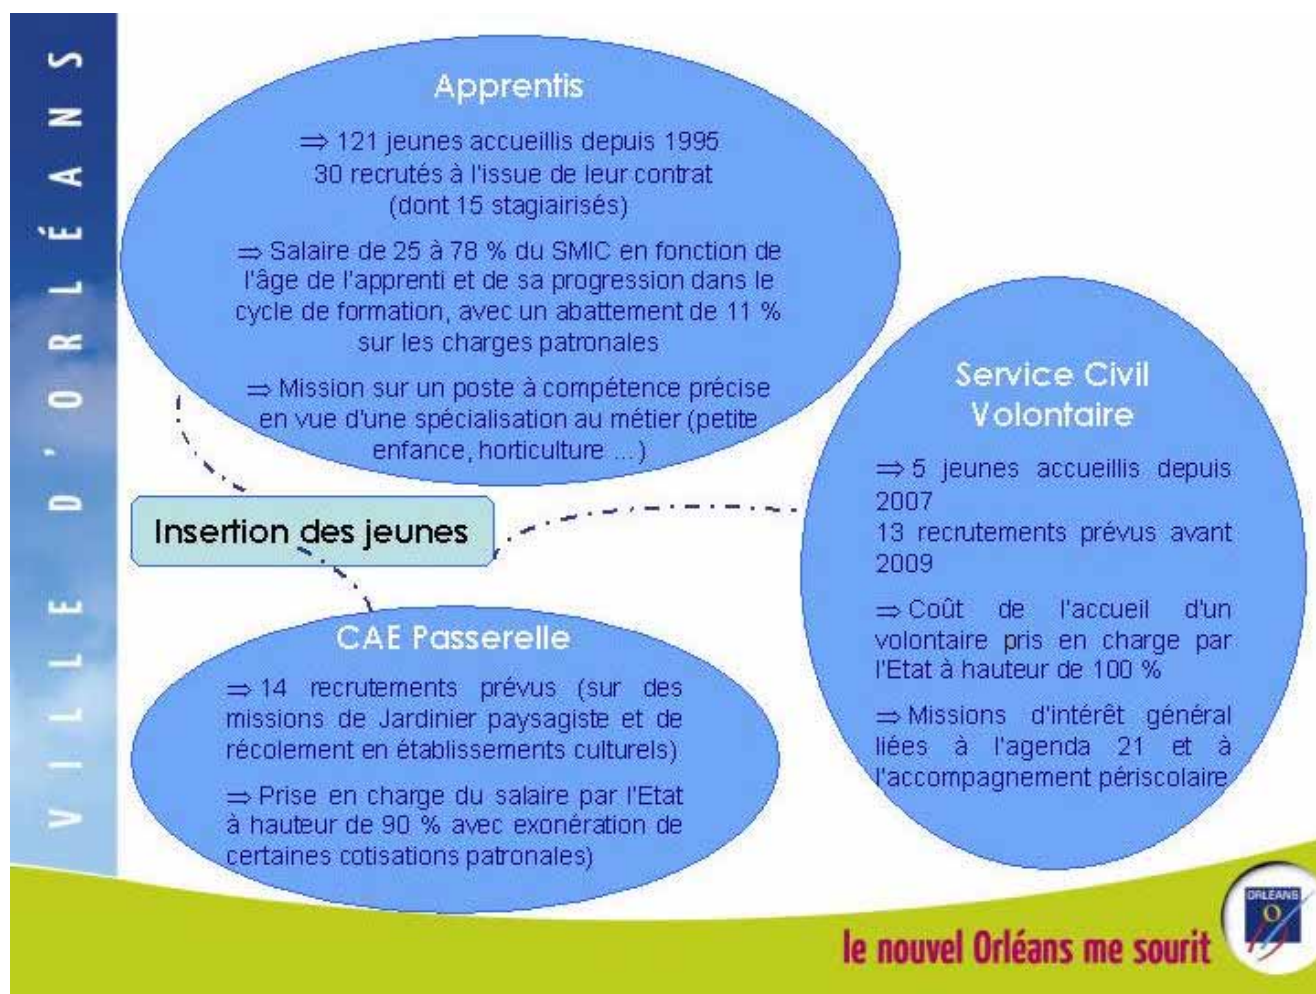 VILLE D'ORLÉANS
Apprentis
⇒ 121 jeunes accueillis depuis 1995
30 recrutés à l'issue de leur contrat
(dont 15 stagiairisés)
⇒ Salaire de 25 à 78 % du SMIC en fonction de
l'âge de l'apprenti et de sa progression dans le
cycle de formation, avec un abattement de 11 %
sur les charges patronales
⇒ Mission sur un poste à compétence précise
en vue d'une spécialisation au métier (petite
enfance, horticulture ...)
Insertion des jeunes
Service Civil
Volontaire
⇒ 5 jeunes accueillis depuis
2007
13 recrutements prévus avant
2009
⇒ Coût de l'accueil d'un
volontaire pris en charge par
l'Etat à hauteur de 100 %
⇒ Missions d'intérêt général
liées à l'agenda 21 et à
l'accompagnement périscolaire
CAE Passerelle
⇒ 14 recrutements prévus (sur des
missions de Jardinier paysagiste et de
récolement en établissements culturels)
⇒ Prise en charge du salaire par l'Etat
à hauteur de 90 % avec exonération de
certaines cotisations patronales)
le nouvel Orléans me sourit
ORLÉANS